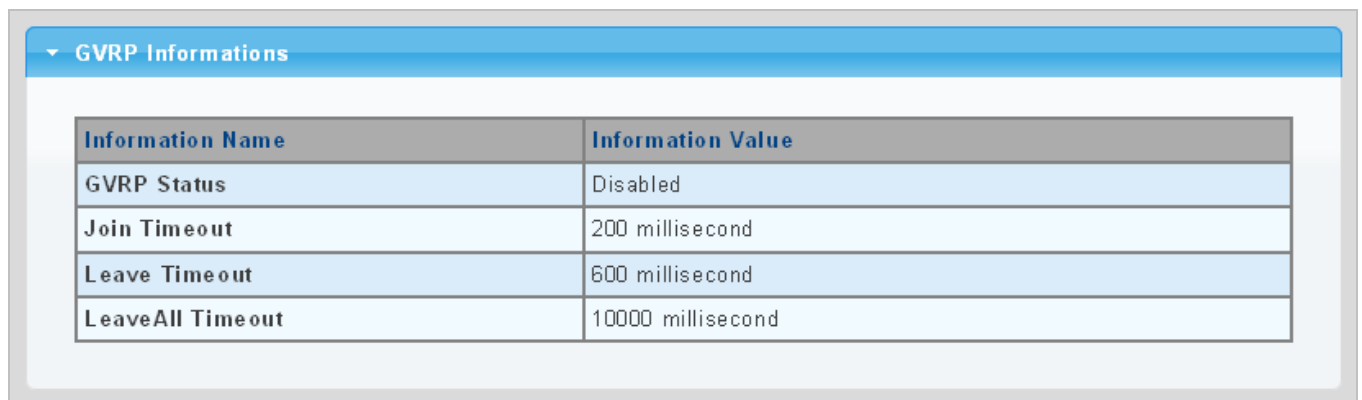 GVRP Informations
Information Name Information Value
GVRP Status Disabled
Join Timeout 200 millisecond
Leave Timeout 600 millisecond
LeaveAll Timeout 10000 millisecond